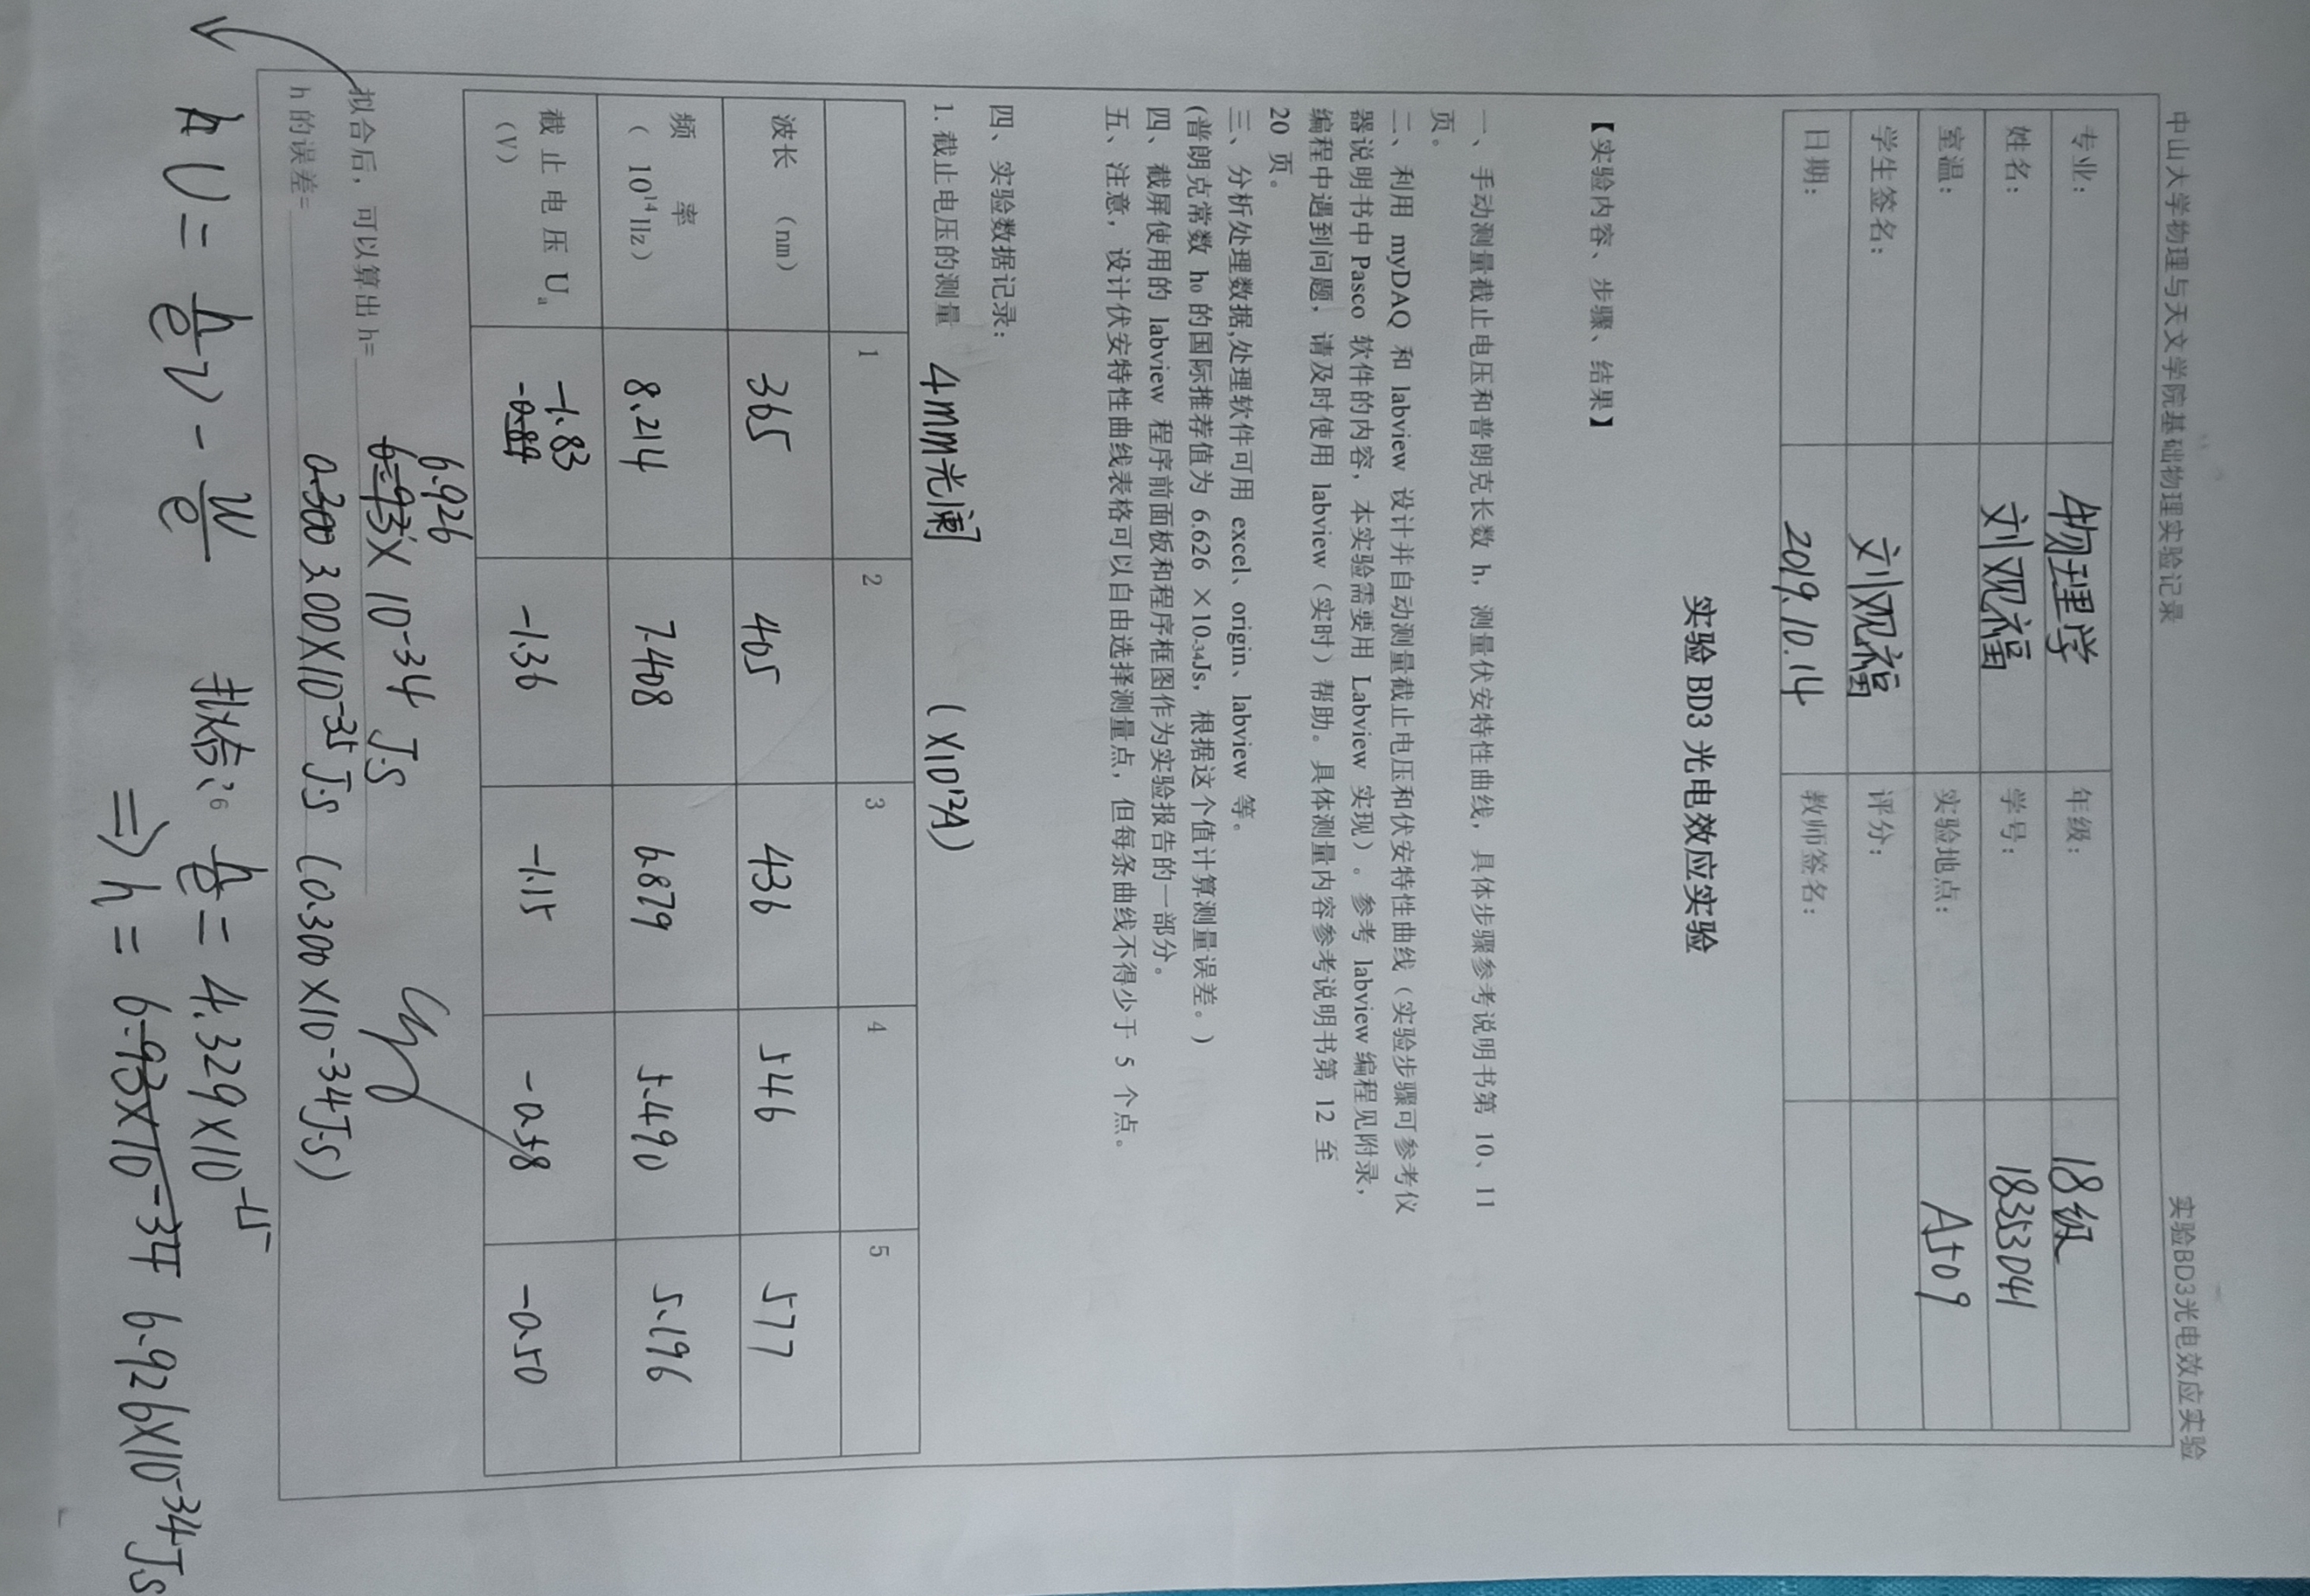 中山大学物理与天文学院基础物理实验记录 实验BD3光电效应实验
专业： 物理学 年级： 18级
姓名： 刘观福 学号： 18353041
室温： 实验地点： A509
学生签名： 刘观福 评分：
日期： 2019.10.14 教师签名：
实验 BD3 光电效应实验
【实验内容、步骤、结果】
一、手动测量截止电压和普朗克长数 h，测量伏安特性曲线，具体步骤参考说明书第 10、11
页。
二、利用 myDAQ 和 labview 设计并自动测量截止电压和伏安特性曲线（实验步骤可参考仪
器说明书中 Pasco 软件的内容，本实验需要用 Labview 实现）。参考 labview 编程见附录，
编程中遇到问题，请及时使用 labview（实时）帮助。具体测量内容参考说明书第 12 至
20 页。
三、分析处理数据,处理软件可用 excel、origin、labview 等。
(普朗克常数 h₀ 的国际推荐值为 6.626 ×10-34Js，根据这个值计算测量误差。)
四、截屏使用的 labview 程序前面板和程序框图作为实验报告的一部分。
五、注意，设计伏安特性曲线表格可以自由选择测量点，但每条曲线不得少于 5 个点。
四、实验数据记录：
1. 截止电压的测量 4mm光阑 (×10¹²A)
1 2 3 4 5
波长（nm） 365 405 436 546 577
频 率 8.214 7.408 6.879 5.490 5.196
（ 10¹⁴Hz）
截 止 电 压 Uₐ -1.83 -1.36 -1.15 -0.58 -0.50
（V）
6.926
拟合后，可以算出 h= 6.93×10⁻³⁴ J·S
h 的误差= 0.300 3.00×10⁻³⁵ J·S (0.300×10⁻³⁴J·S)
6
h
U = h/e ν - W/e 拟合： h/e = 4.329×10⁻¹⁵
⇒ h = 6.93×10⁻³⁴ 6.926×10⁻³⁴J·S